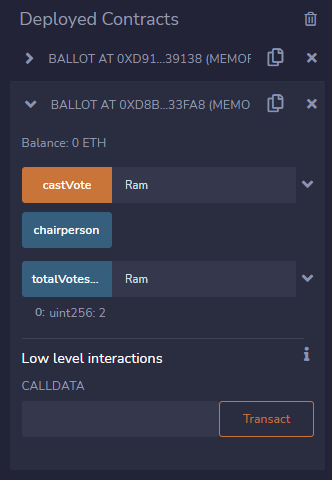 Deployed Contracts
BALLOT AT 0XD91...39138 (MEMOR
BALLOT AT 0XD8B...33FA8 (MEMO
Balance: 0 ETH
castVote Ram
chairperson
totalVotes... Ram
0: uint256: 2
Low level interactions
CALLDATA
Transact